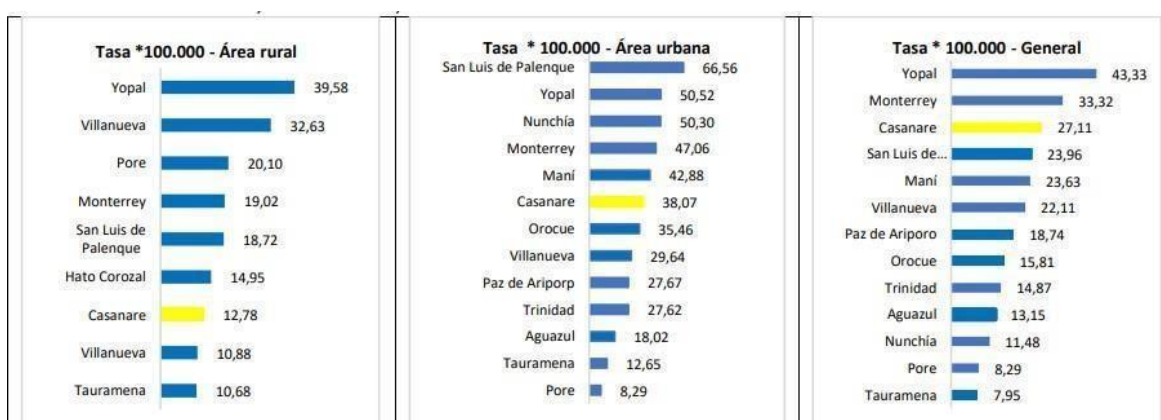 Tasa *100.000 - Área rural
Yopal 39,58
Villanueva 32,63
Pore 20,10
Monterrey 19,02
San Luis de
Palenque 18,72
Hato Corozal 14,95
Casanare 12,78
Villanueva 10,88
Tauramena 10,68
Tasa * 100.000 - Área urbana
San Luis de Palenque 66,56
Yopal 50,52
Nunchía 50,30
Monterrey 47,06
Maní 42,88
Casanare 38,07
Orocue 35,46
Villanueva 29,64
Paz de Ariporp 27,67
Trinidad 27,62
Aguazul 18,02
Tauramena 12,65
Pore 8,29
Tasa * 100.000 - General
Yopal 43,33
Monterrey 33,32
Casanare 27,11
San Luis de... 23,96
Maní 23,63
Villanueva 22,11
Paz de Ariporo 18,74
Orocue 15,81
Trinidad 14,87
Aguazul 13,15
Nunchía 11,48
Pore 8,29
Tauramena 7,95